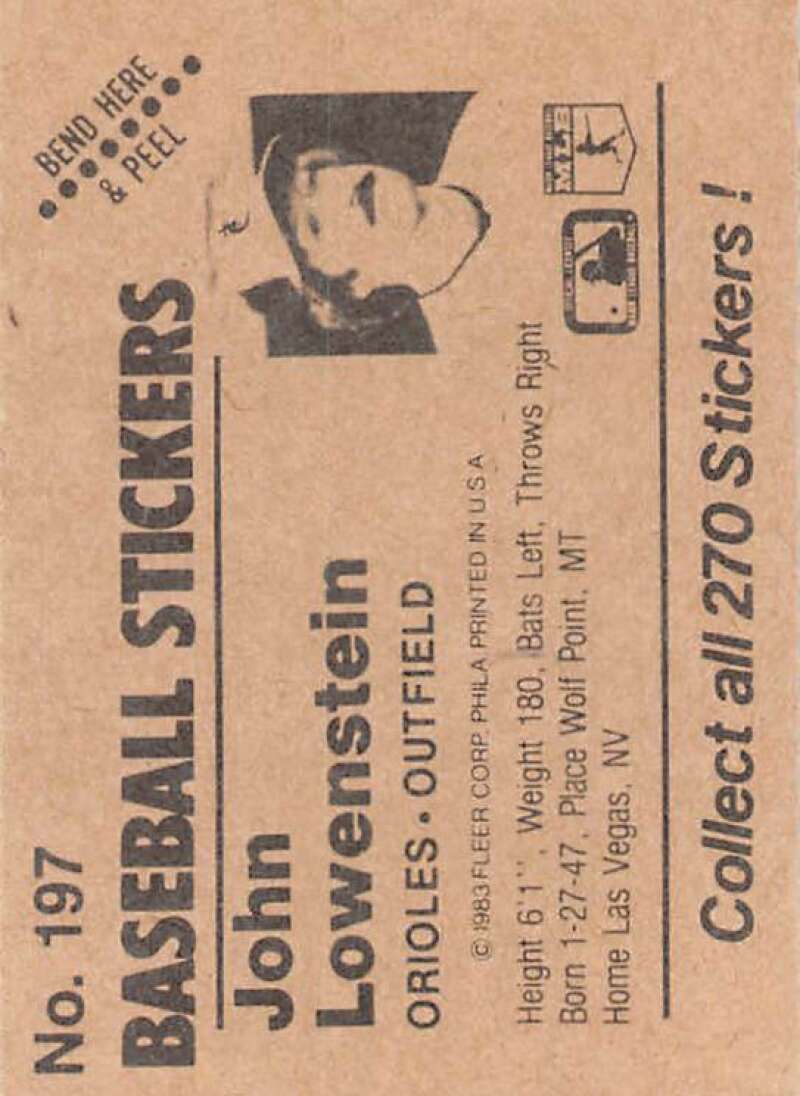 No. 197
BEND HERE
& PEEL
BASEBALL STICKERS
John
Lowenstein
ORIOLES • OUTFIELD
© 1983 FLEER CORP. PHILA. PRINTED IN U.S.A.
Height 6'1'', Weight 180, Bats Left, Throws Right
Born 1-27-47, Place Wolf Point, MT
Home Las Vegas, NV
Collect all 270 Stickers!